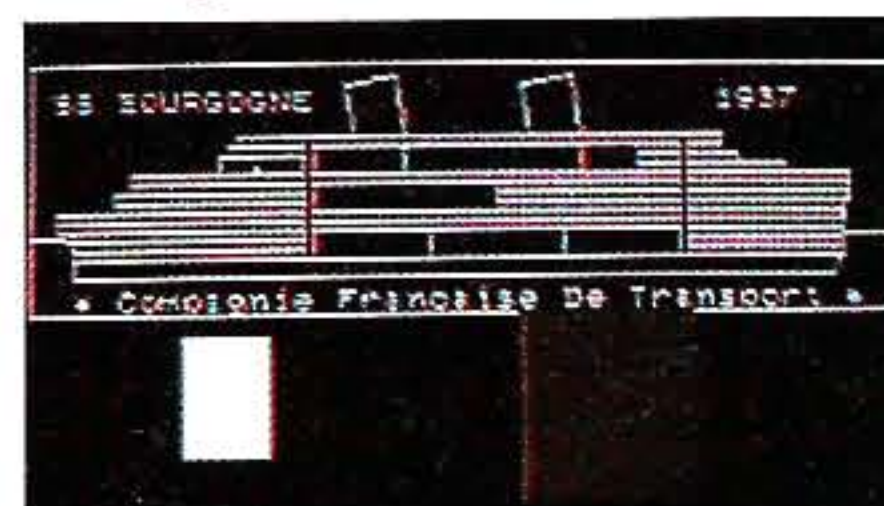 SS BOURGOGNE 1937
* Compagnie Francaise De Transport *